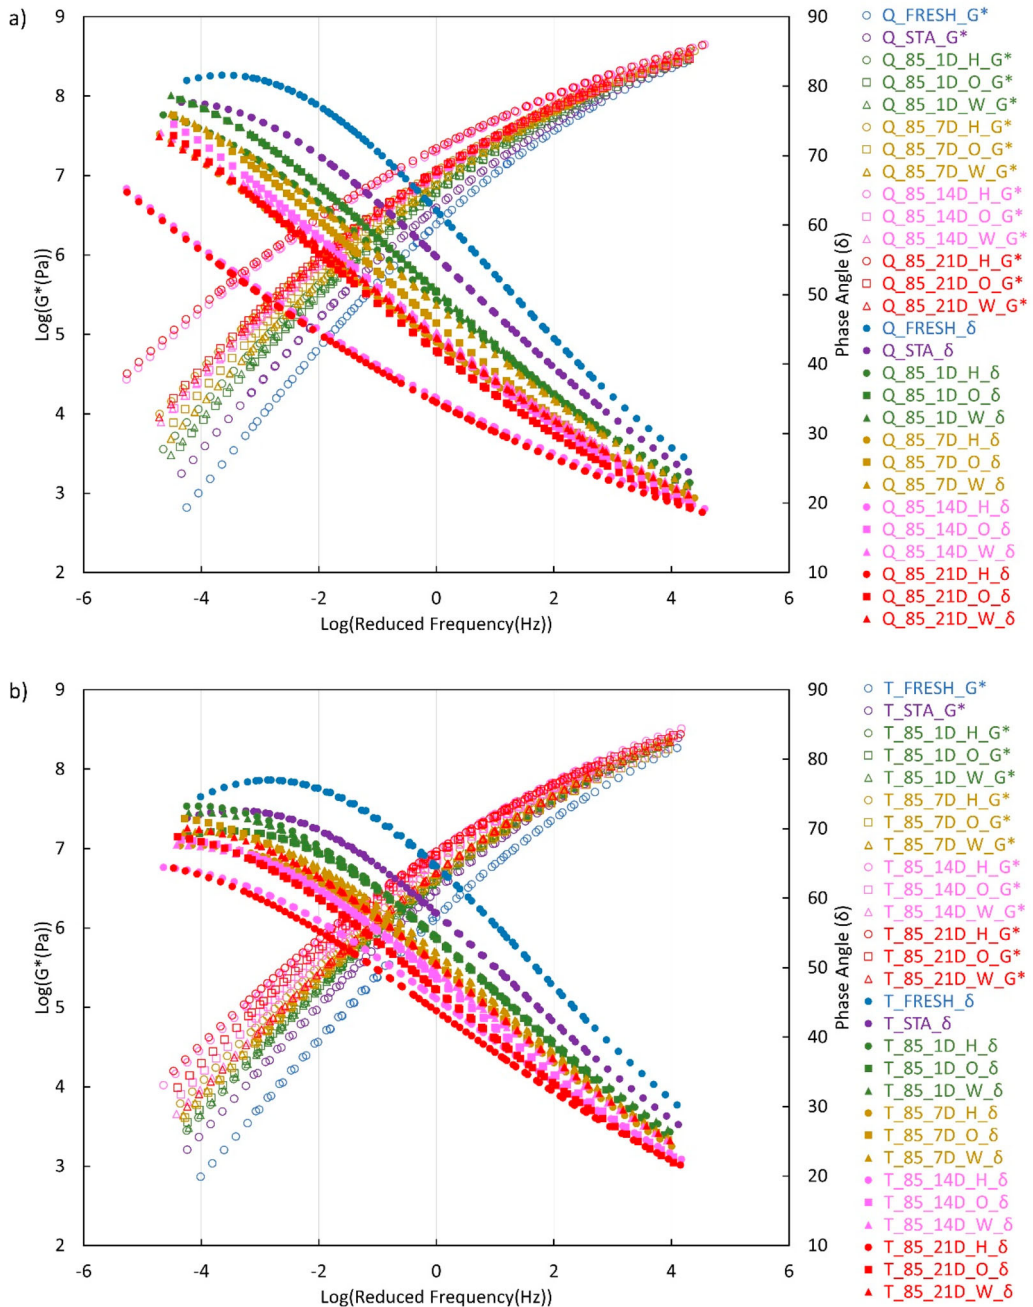 a)
9
8
7
6
5
4
3
2
Log(G*(Pa))
90
80
70
60
50
40
30
20
10
Phase Angle (δ)
-6
-4
-2
0
2
4
6
Log(Reduced Frequency(Hz))
Q_FRESH_G*
Q_STA_G*
Q_85_1D_H_G*
Q_85_1D_O_G*
Q_85_1D_W_G*
Q_85_7D_H_G*
Q_85_7D_O_G*
Q_85_7D_W_G*
Q_85_14D_H_G*
Q_85_14D_O_G*
Q_85_14D_W_G*
Q_85_21D_H_G*
Q_85_21D_O_G*
Q_85_21D_W_G*
Q_FRESH_δ
Q_STA_δ
Q_85_1D_H_δ
Q_85_1D_O_δ
Q_85_1D_W_δ
Q_85_7D_H_δ
Q_85_7D_O_δ
Q_85_7D_W_δ
Q_85_14D_H_δ
Q_85_14D_O_δ
Q_85_14D_W_δ
Q_85_21D_H_δ
Q_85_21D_O_δ
Q_85_21D_W_δ
b)
9
8
7
6
5
4
3
2
Log(G*(Pa))
90
80
70
60
50
40
30
20
10
Phase Angle (δ)
-6
-4
-2
0
2
4
6
Log(Reduced Frequency(Hz))
T_FRESH_G*
T_STA_G*
T_85_1D_H_G*
T_85_1D_O_G*
T_85_1D_W_G*
T_85_7D_H_G*
T_85_7D_O_G*
T_85_7D_W_G*
T_85_14D_H_G*
T_85_14D_O_G*
T_85_14D_W_G*
T_85_21D_H_G*
T_85_21D_O_G*
T_85_21D_W_G*
T_FRESH_δ
T_STA_δ
T_85_1D_H_δ
T_85_1D_O_δ
T_85_1D_W_δ
T_85_7D_H_δ
T_85_7D_O_δ
T_85_7D_W_δ
T_85_14D_H_δ
T_85_14D_O_δ
T_85_14D_W_δ
T_85_21D_H_δ
T_85_21D_O_δ
T_85_21D_W_δ